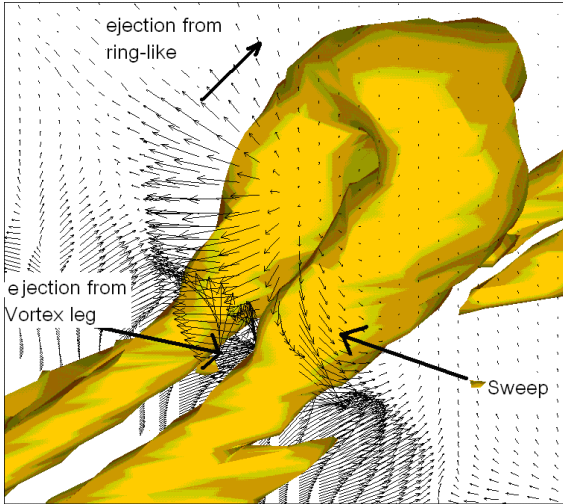 ejection from
ring-like
ejection from
Vortex leg
Sweep